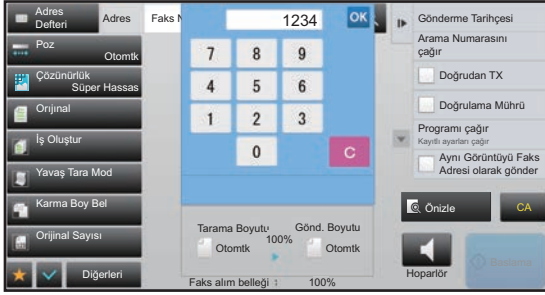 Adres
Defteri
Adres
Faks N
1234
OK
Gönderme Tarihçesi
Arama Numarasını
çağır
Doğrudan TX
Doğrulama Mührü
Programı çağır
Kayıtlı ayarları çağır
Aynı Görüntüyü Faks
Adresi olarak gönder
Poz
Otomtk
Çözünürlük
Süper Hassas
Orijinal
İş Oluştur
Yavaş Tara Mod
Karma Boy Bel
Orijinal Sayısı
Diğerleri
7 8 9
4 5 6
1 2 3
0 C
Tarama Boyutu Gönd. Boyutu
100%
Otomtk Otomtk
Faks alım belleği : 100%
Önizle
CA
Hoparlör